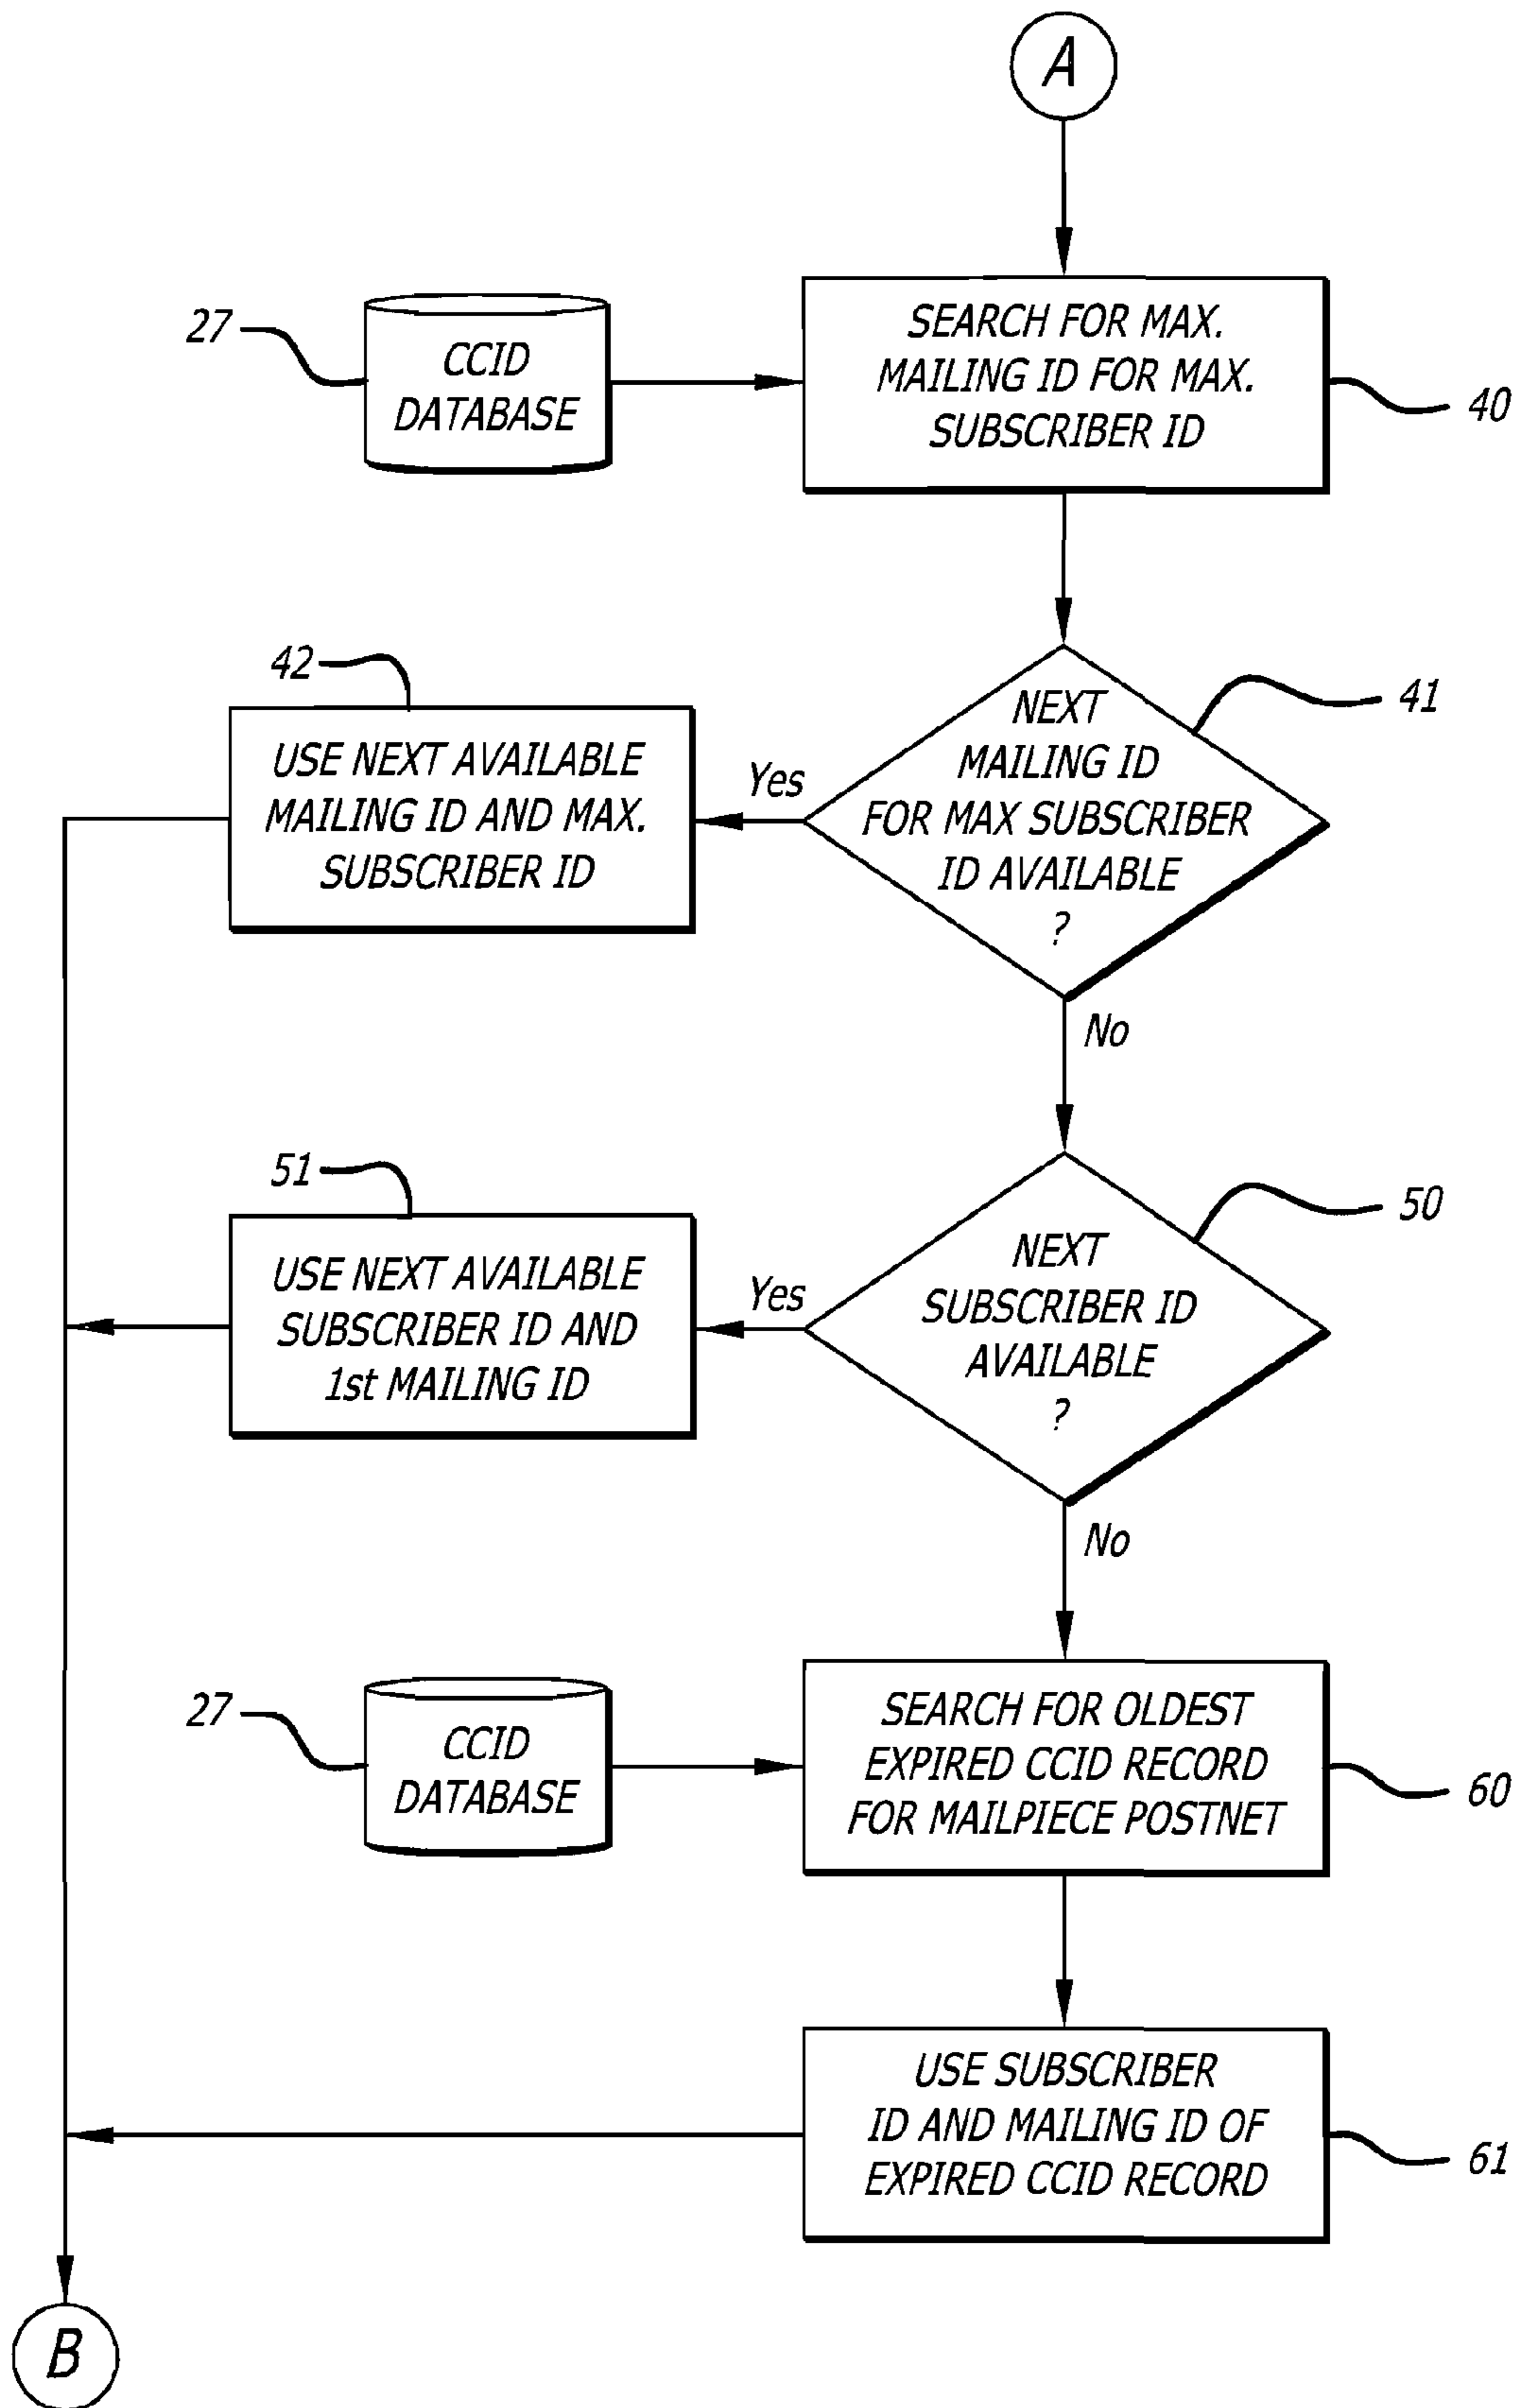 A
27
CCID
DATABASE
SEARCH FOR MAX.
MAILING ID FOR MAX.
SUBSCRIBER ID
40
42
USE NEXT AVAILABLE
MAILING ID AND MAX.
SUBSCRIBER ID
Yes
NEXT
MAILING ID
FOR MAX SUBSCRIBER
ID AVAILABLE
?
41
No
51
USE NEXT AVAILABLE
SUBSCRIBER ID AND
1st MAILING ID
Yes
NEXT
SUBSCRIBER ID
AVAILABLE
?
50
No
27
CCID
DATABASE
SEARCH FOR OLDEST
EXPIRED CCID RECORD
FOR MAILPIECE POSTNET
60
USE SUBSCRIBER
ID AND MAILING ID OF
EXPIRED CCID RECORD
61
B